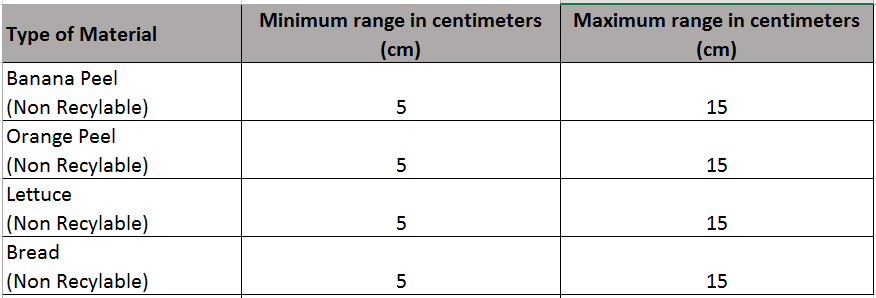 Type of Material
Minimum range in centimeters
(cm)
Maximum range in centimeters
(cm)
Banana Peel
(Non Recylable)
5
15
Orange Peel
(Non Recylable)
5
15
Lettuce
(Non Recylable)
5
15
Bread
(Non Recylable)
5
15